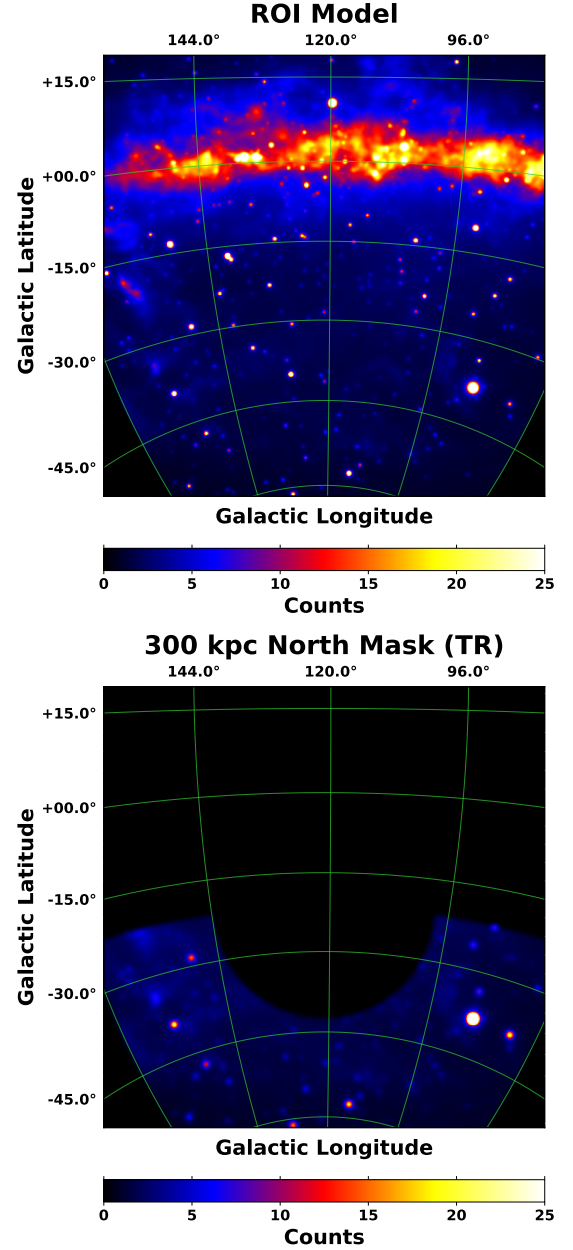 ROI Model
144.0° 120.0° 96.0°
+15.0°
+00.0°
-15.0°
-30.0°
-45.0°
Galactic Latitude
Galactic Longitude
0 5 10 15 20 25
Counts
300 kpc North Mask (TR)
144.0° 120.0° 96.0°
+15.0°
+00.0°
-15.0°
-30.0°
-45.0°
Galactic Latitude
Galactic Longitude
0 5 10 15 20 25
Counts